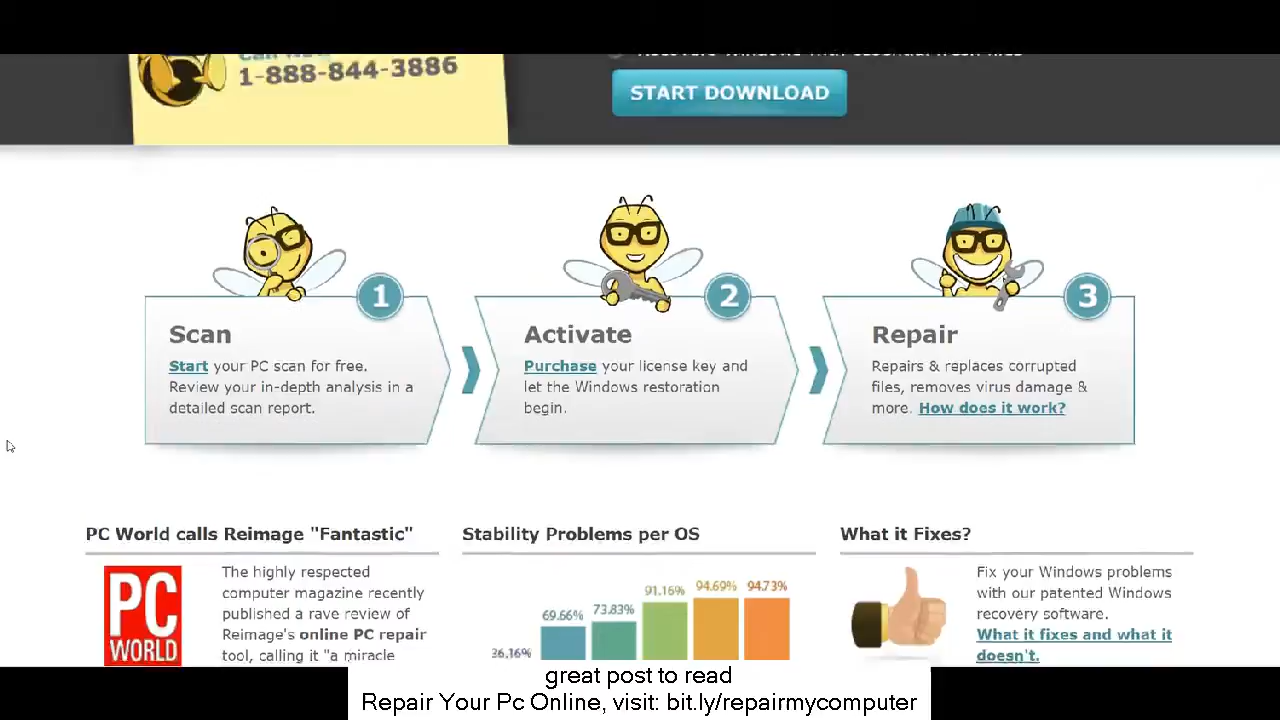 1-888-844-3886
START DOWNLOAD
1
Scan
Start your PC scan for free.
Review your in-depth analysis in a
detailed scan report.
2
Activate
Purchase your license key and
let the Windows restoration
begin.
3
Repair
Repairs & replaces corrupted
files, removes virus damage &
more. How does it work?
PC World calls Reimage "Fantastic"
PC
WORLD
The highly respected
computer magazine recently
published a rave review of
Reimage's online PC repair
tool, calling it "a miracle
Stability Problems per OS
36,16%
69.66%
73.83%
91.16%
94.69%
94.73%
What it Fixes?
Fix your Windows problems
with our patented Windows
recovery software.
What it fixes and what it
doesn't.
great post to read
Repair Your Pc Online, visit: bit.ly/repairmycomputer